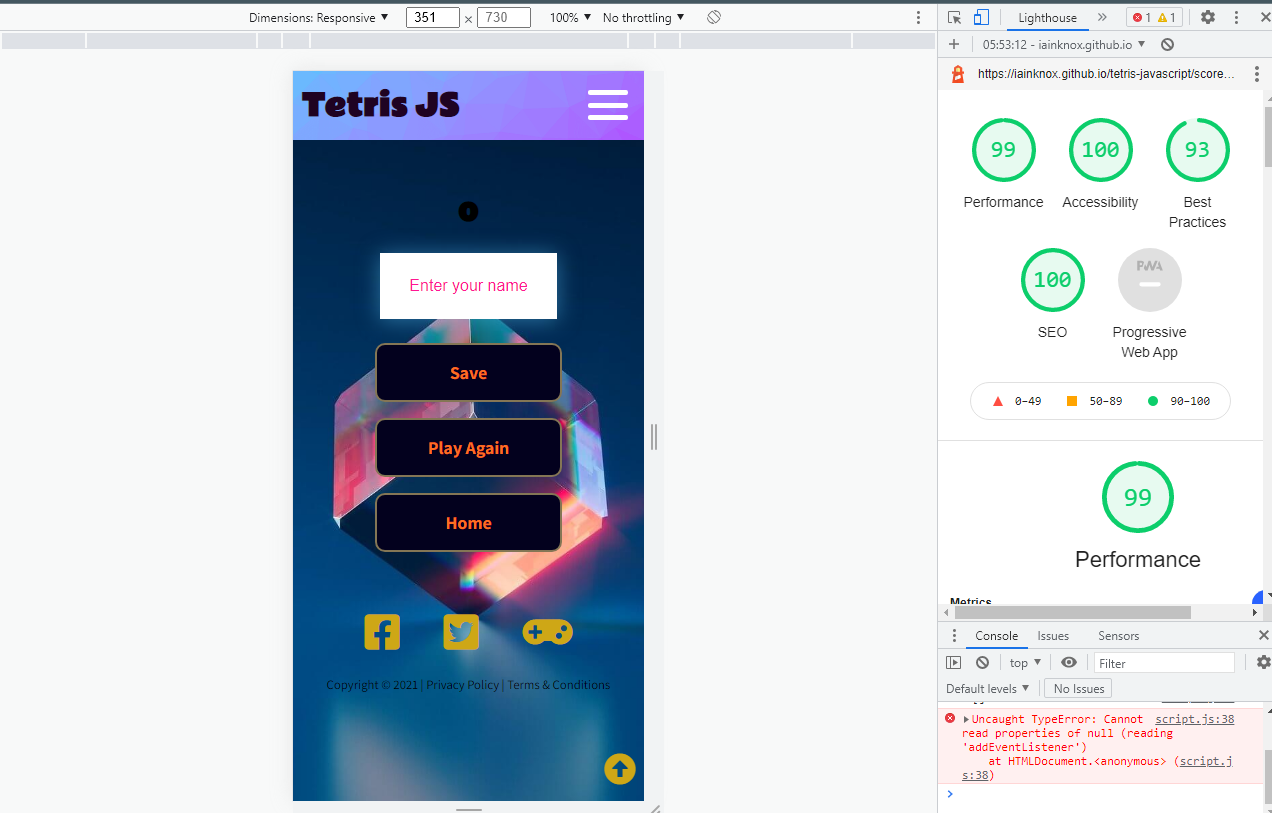 Dimensions: Responsive ▼ 351 × 730 100% ▼ No throttling ▼
Tetris JS
Enter your name
Save
Play Again
Home
Copyright © 2021 | Privacy Policy | Terms & Conditions
Lighthouse » 1 1
05:53:12 - iainknox.github.io ▼
https://iainknox.github.io/tetris-javascript/score…
99 100 93
Performance Accessibility Best
Practices
100 PWA
SEO Progressive
Web App
0–49 50–89 90–100
99
Performance
Metrics
Console Issues Sensors
top ▼ Filter
Default levels ▼ No Issues
Uncaught TypeError: Cannot script.js:38
read properties of null (reading
'addEventListener')
at HTMLDocument.<anonymous> (script.j
s:38)